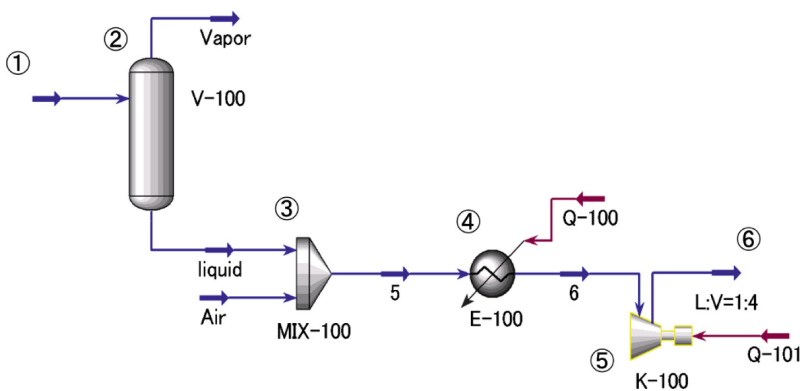 ①
②
Vapor
V-100
③
liquid
Air
MIX-100
5
④
Q-100
E-100
6
⑥
L:V=1:4
⑤
Q-101
K-100